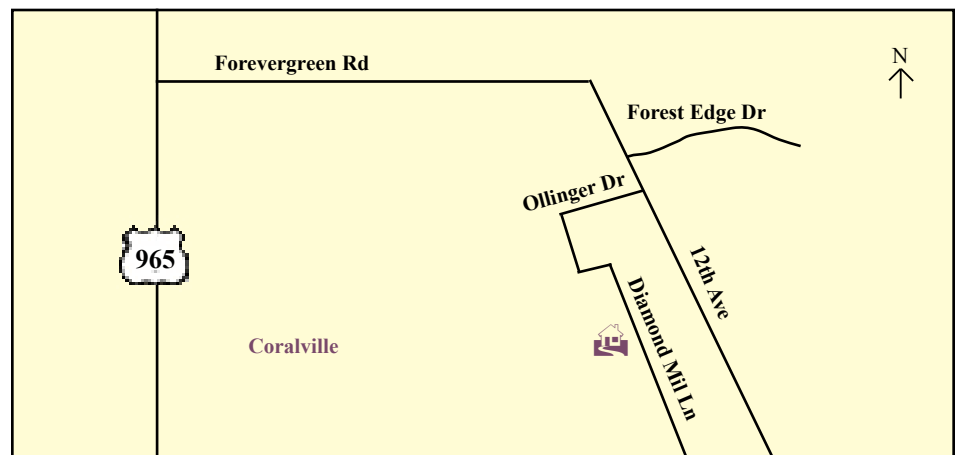 Forevergreen Rd
N
Forest Edge Dr
Ollinger Dr
965
12th Ave
Diamond Mil Ln
Coralville